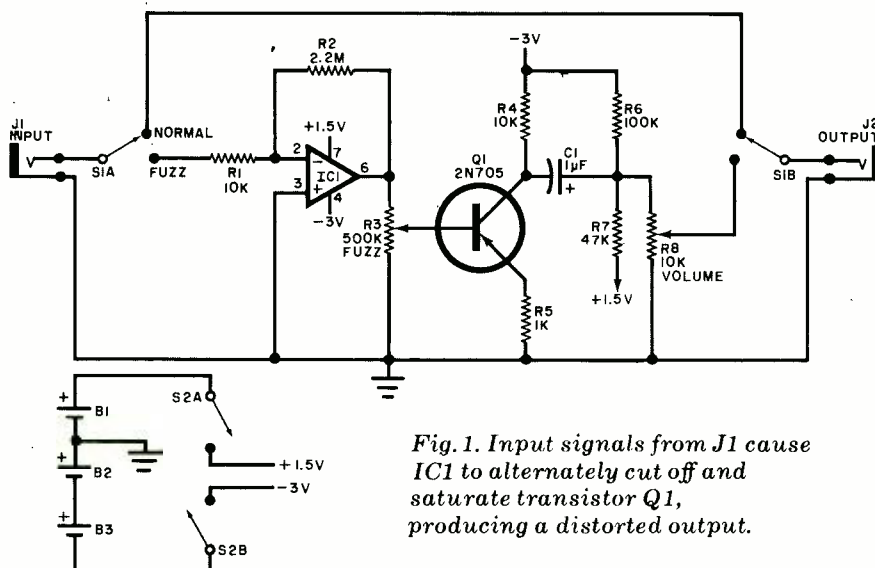 R2
2.2M
-3V
J1
INPUT
NORMAL
S1A
FUZZ
R1
10K
+1.5V
2
7
-
IC1
6
3
+
4
-3V
R3
500K
FUZZ
R4
10K
R6
100K
Q1
2N705
C1
1µF
+
R7
47K
+1.5V
R5
1K
R8
10K
VOLUME
S1B
J2
OUTPUT
+
B1
+
B2
+
B3
S2A
+1.5V
-3V
S2B
Fig. 1. Input signals from J1 cause
IC1 to alternately cut off and
saturate transistor Q1,
producing a distorted output.